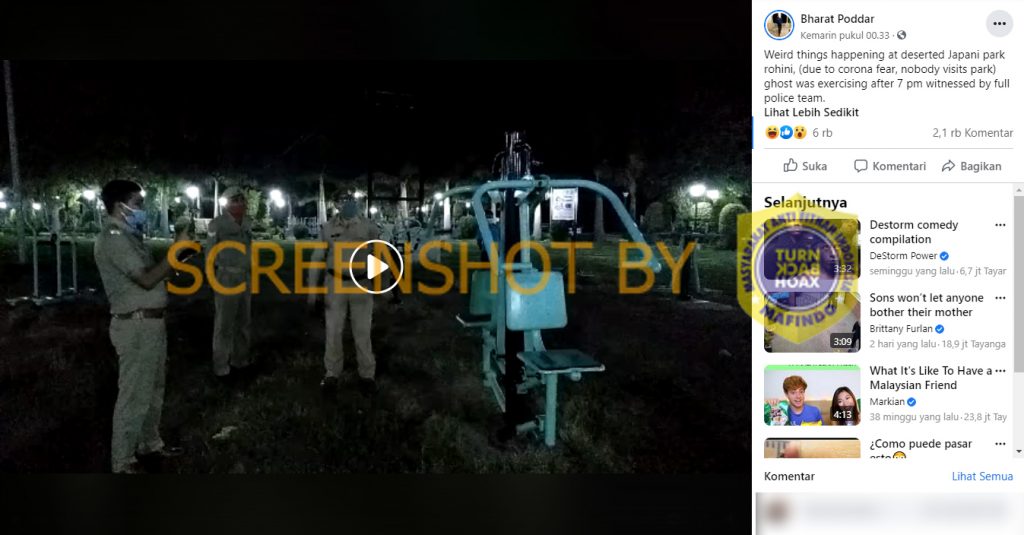 Bharat Poddar
Kemarin pukul 00.33 ·
Weird things happening at deserted Japani park
rohini, (due to corona fear, nobody visits park)
ghost was exercising after 7 pm witnessed by full
police team.
Lihat Lebih Sedikit
6 rb
2,1 rb Komentar
Suka
Komentari
Bagikan
SCREENSHOT BY
MASYARAKAT ANTI FITNAH INDONESIA
TURN
BACK
HOAX
MAFINDO
Selanjutnya
3:32
Destorm comedy
compilation
DeStorm Power
seminggu yang lalu · 6,7 jt Tayar
3:09
Sons won't let anyone
bother their mother
Brittany Furlan
2 hari yang lalu · 18,9 jt Tayanga
4:13
What It's Like To Have a
Malaysian Friend
Markian
38 minggu yang lalu · 23,8 jt Tay
¿Como puede pasar
esto
Komentar
Lihat Semua